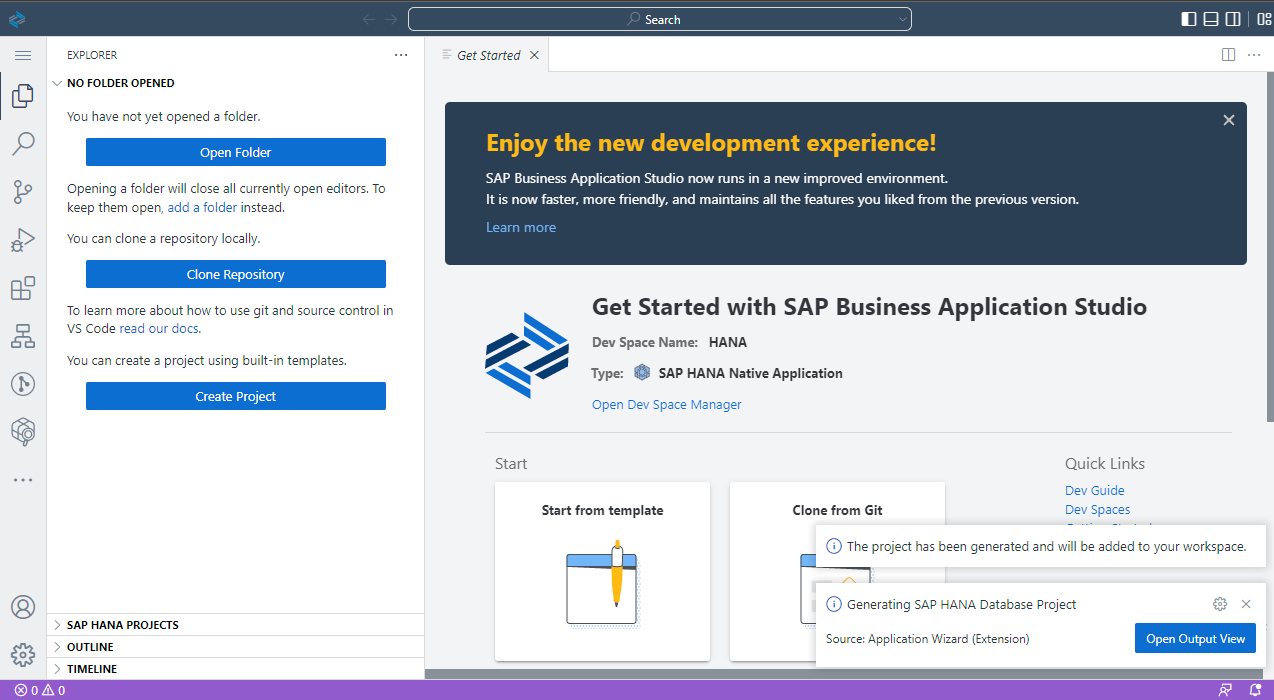 Search
EXPLORER
NO FOLDER OPENED
You have not yet opened a folder.
Open Folder
Opening a folder will close all currently open editors. To
keep them open, add a folder instead.
You can clone a repository locally.
Clone Repository
To learn more about how to use git and source control in
VS Code read our docs.
You can create a project using built-in templates.
Create Project
SAP HANA PROJECTS
OUTLINE
TIMELINE
Get Started
Enjoy the new development experience!
SAP Business Application Studio now runs in a new improved environment.
It is now faster, more friendly, and maintains all the features you liked from the previous version.
Learn more
Get Started with SAP Business Application Studio
Dev Space Name: HANA
Type: SAP HANA Native Application
Open Dev Space Manager
Start
Start from template
Clone from Git
Quick Links
Dev Guide
Dev Spaces
The project has been generated and will be added to your workspace.
Generating SAP HANA Database Project
Source: Application Wizard (Extension)
Open Output View
0 0